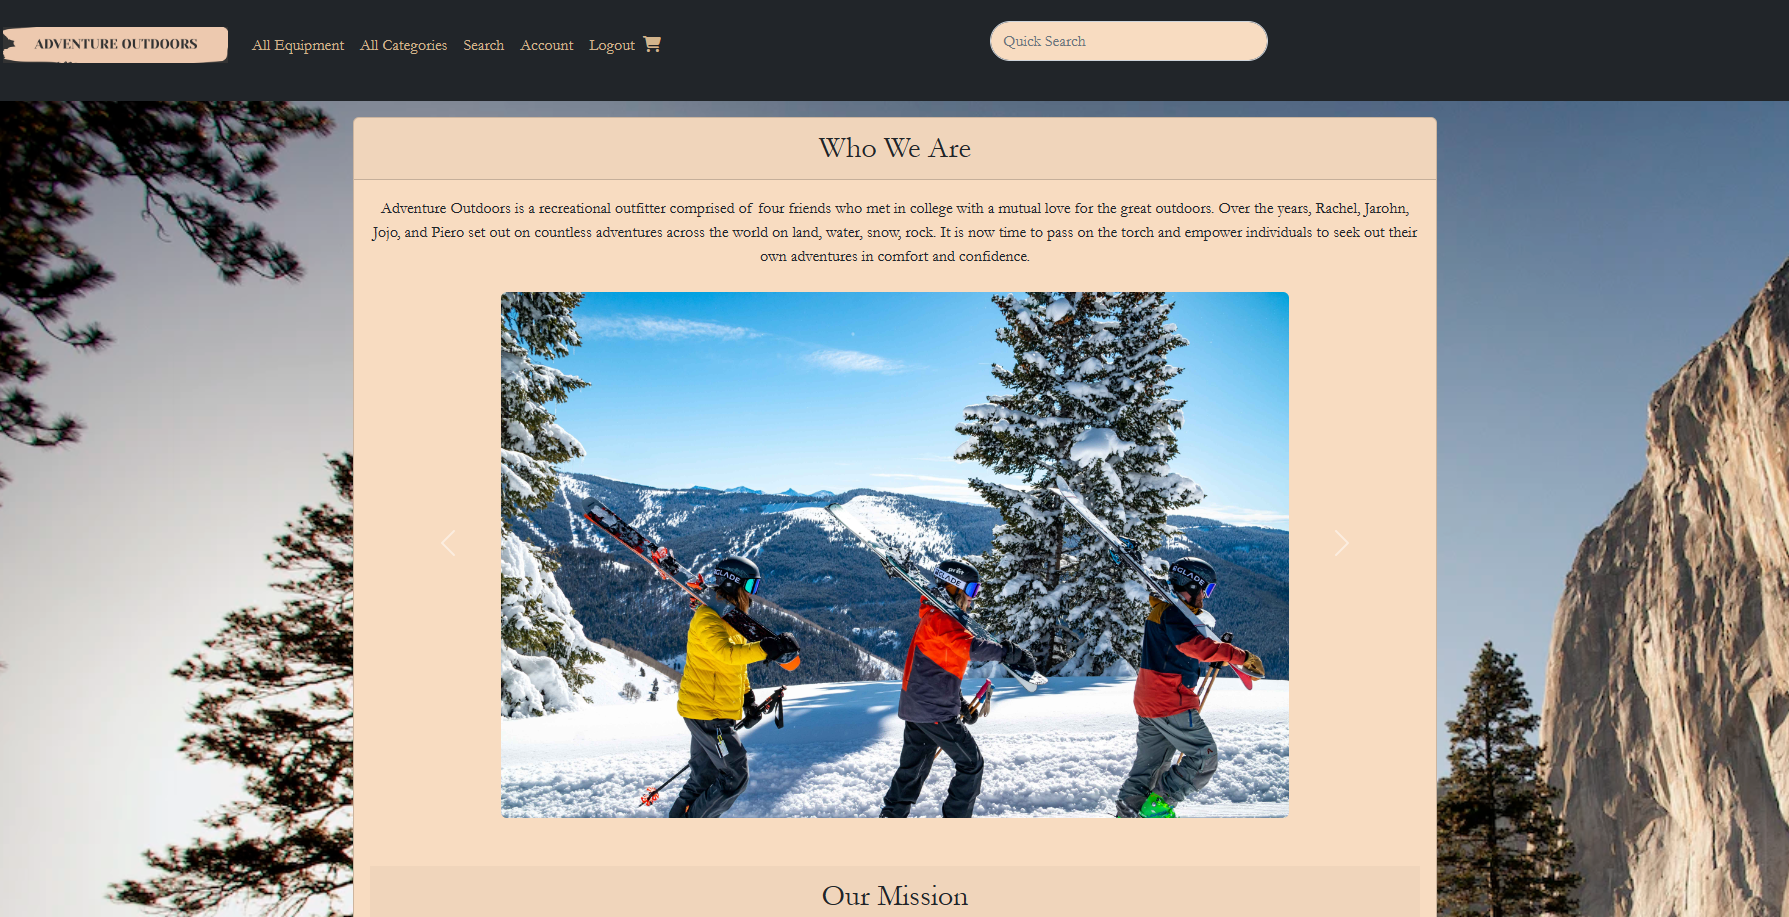 ADVENTURE OUTDOORS
All Equipment All Categories Search Account Logout
Quick Search
Who We Are
Adventure Outdoors is a recreational outfitter comprised of four friends who met in college with a mutual love for the great outdoors. Over the years, Rachel, Jarohn,
Jojo, and Piero set out on countless adventures across the world on land, water, snow, rock. It is now time to pass on the torch and empower individuals to seek out their
own adventures in comfort and confidence.
GLADE
pret
GLADE
GLADE
Our Mission